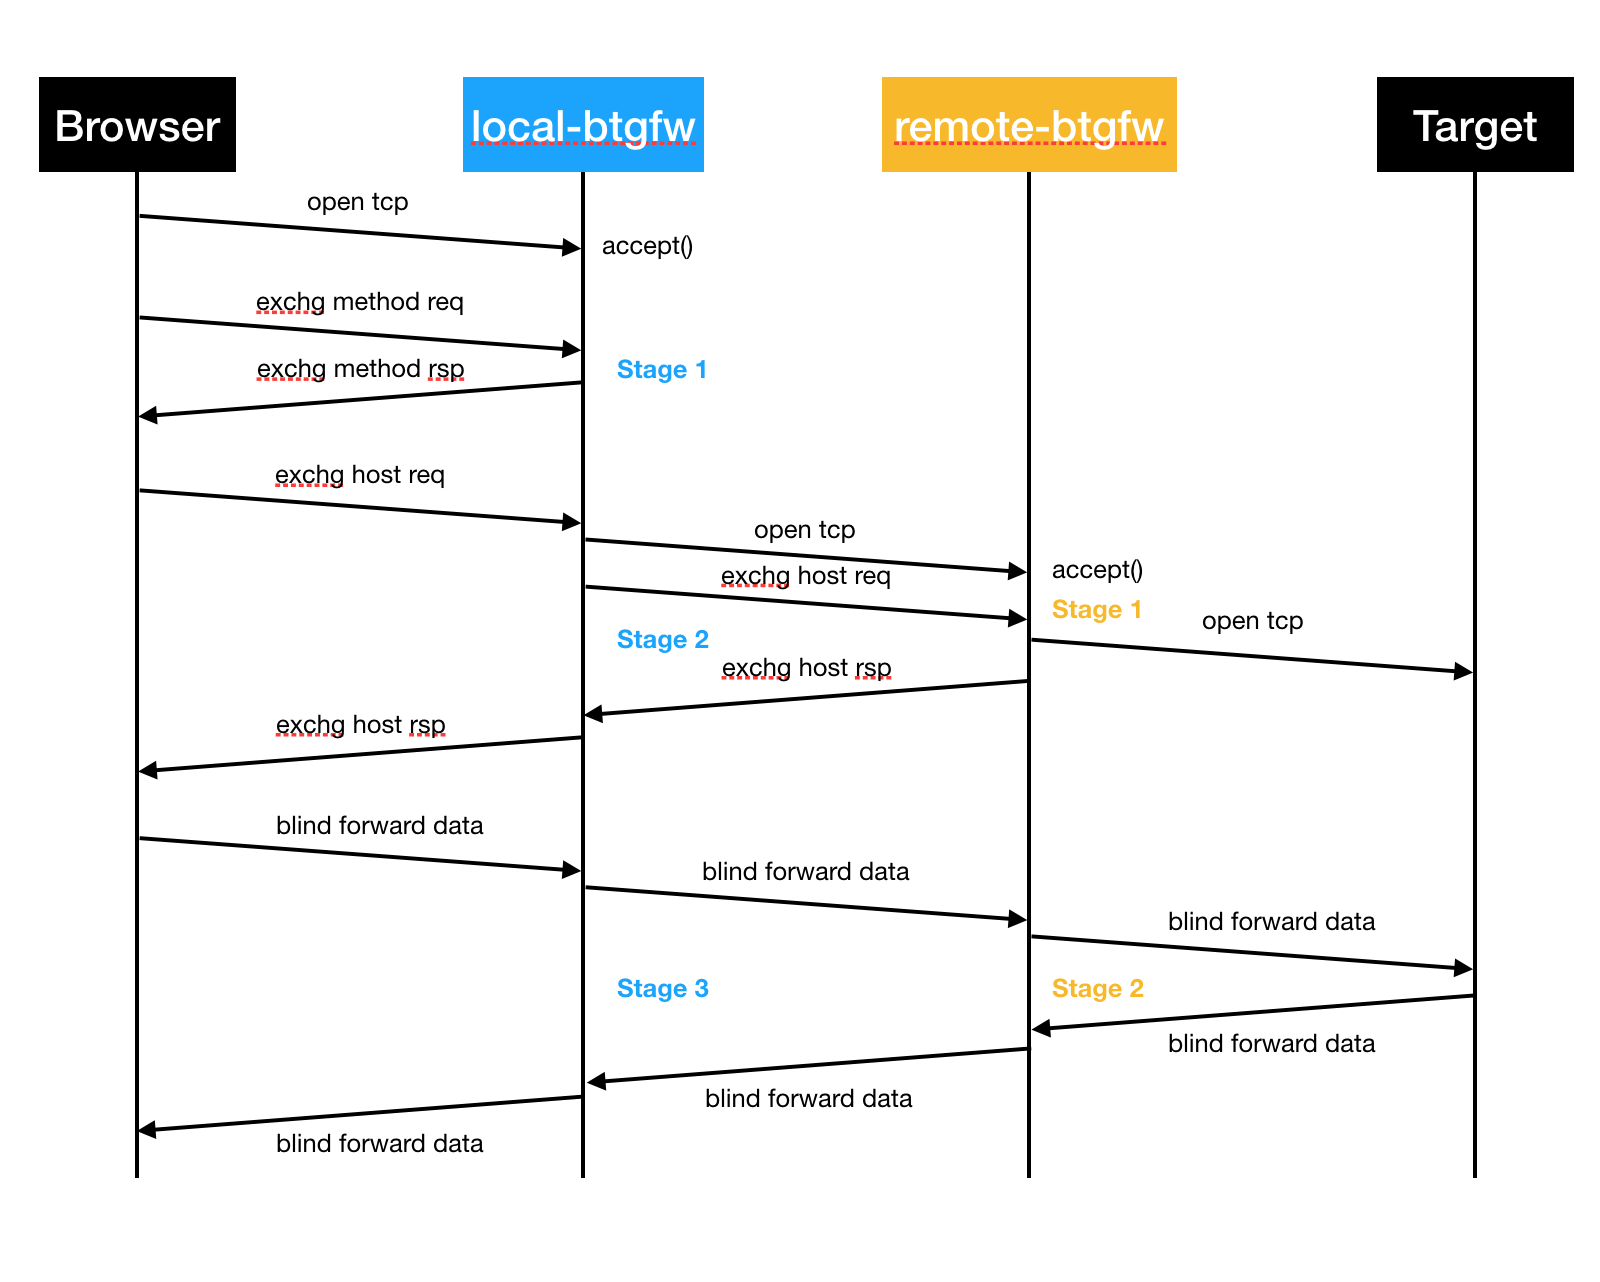 Browser
local-btgfw
remote-btgfw
Target
open tcp
accept()
exchg method req
exchg method rsp
Stage 1
exchg host req
open tcp
accept()
exchg host req
Stage 1
open tcp
Stage 2
exchg host rsp
exchg host rsp
blind forward data
blind forward data
blind forward data
Stage 3
Stage 2
blind forward data
blind forward data
blind forward data